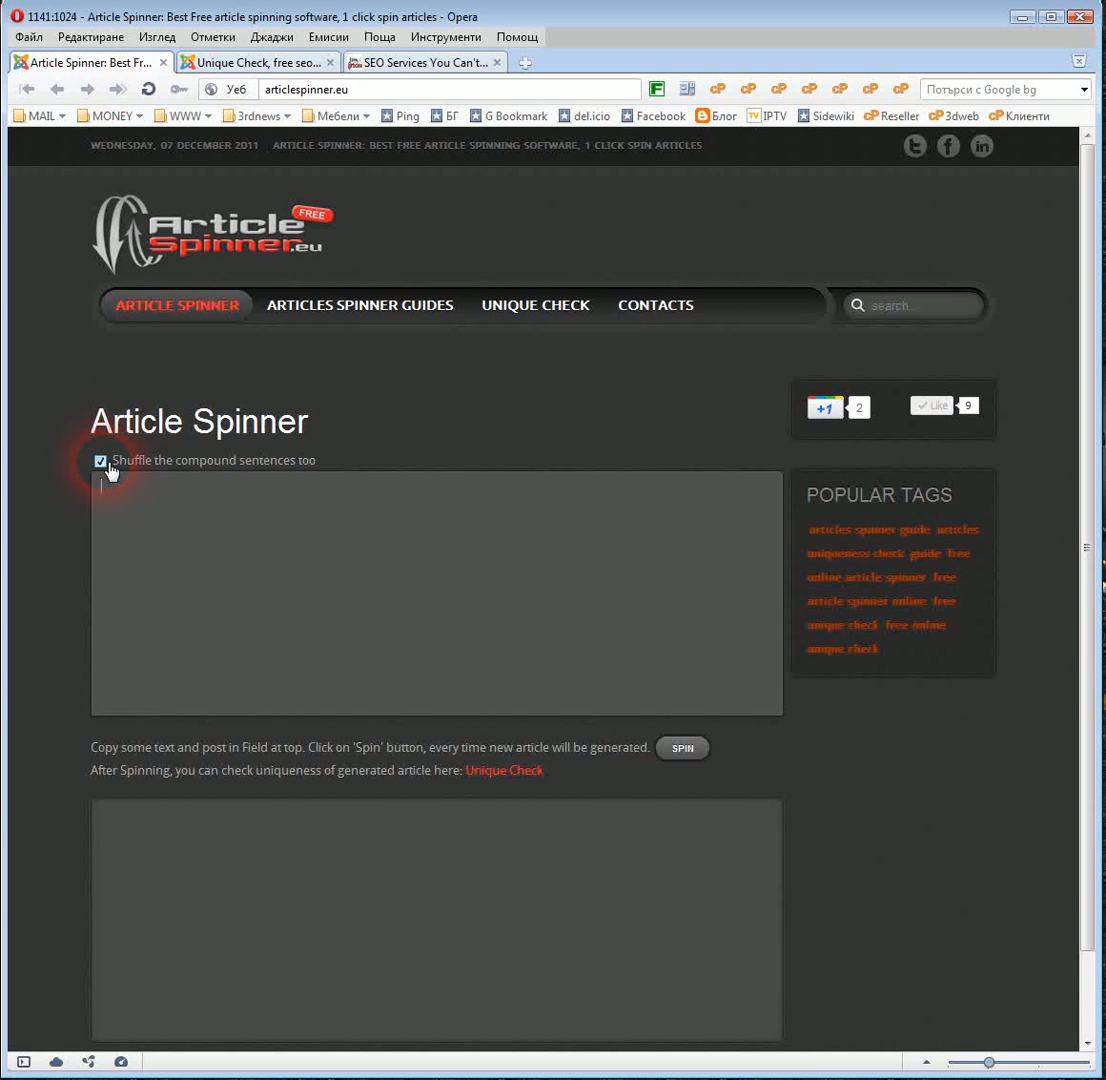 1141:1024 - Article Spinner: Best Free article spinning software, 1 click spin articles - Opera
Файл Редактиране Изглед Отметки Джаджи Емисии Поща Инструменти Помощ
Article Spinner: Best Fr... Unique Check, free seo... SEO Services You Can't...
Уеб articlespinner.eu Потърси с Google bg
MAIL MONEY WWW 3rdnews Мебели Ping БГ G Bookmark del.icio Facebook Блог IPTV Sidewiki Reseller 3dweb Клиенти
WEDNESDAY, 07 DECEMBER 2011 ARTICLE SPINNER: BEST FREE ARTICLE SPINNING SOFTWARE, 1 CLICK SPIN ARTICLES
Article FREE
Spinner.eu
ARTICLE SPINNER ARTICLES SPINNER GUIDES UNIQUE CHECK CONTACTS search...
+1 2 Like 9
Article Spinner
Shuffle the compound sentences too
POPULAR TAGS
articles spinner guide articles
uniqueness check guide free
online article spinner free
article spinner online free
unique check free online
unique check
Copy some text and post in Field at top. Click on 'Spin' button, every time new article will be generated. SPIN
After Spinning, you can check uniqueness of generated article here: Unique Check